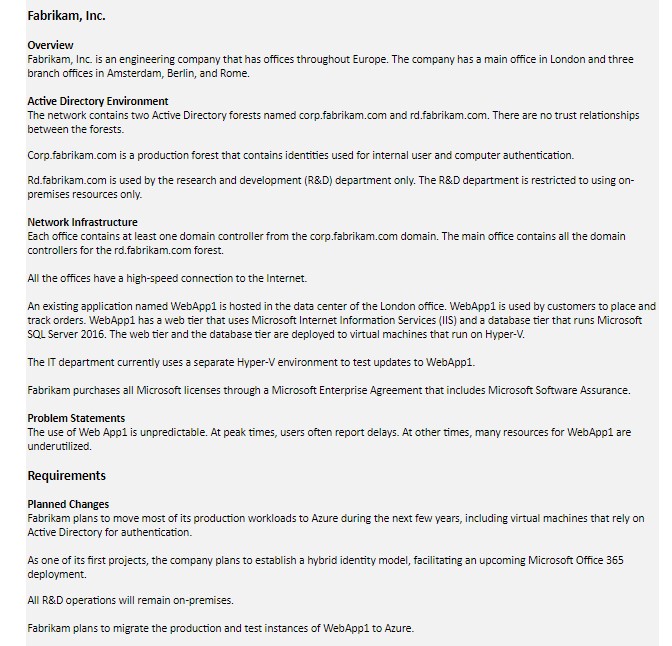 Fabrikam, Inc.
Overview
Fabrikam, Inc. is an engineering company that has offices throughout Europe. The company has a main office in London and three
branch offices in Amsterdam, Berlin, and Rome.
Active Directory Environment
The network contains two Active Directory forests named corp.fabrikam.com and rd.fabrikam.com. There are no trust relationships
between the forests.
Corp.fabrikam.com is a production forest that contains identities used for internal user and computer authentication.
Rd.fabrikam.com is used by the research and development (R&D) department only. The R&D department is restricted to using on-
premises resources only.
Network Infrastructure
Each office contains at least one domain controller from the corp.fabrikam.com domain. The main office contains all the domain
controllers for the rd.fabrikam.com forest.
All the offices have a high-speed connection to the Internet.
An existing application named WebApp1 is hosted in the data center of the London office. WebApp1 is used by customers to place and
track orders. WebApp1 has a web tier that uses Microsoft Internet Information Services (IIS) and a database tier that runs Microsoft
SQL Server 2016. The web tier and the database tier are deployed to virtual machines that run on Hyper-V.
The IT department currently uses a separate Hyper-V environment to test updates to WebApp1.
Fabrikam purchases all Microsoft licenses through a Microsoft Enterprise Agreement that includes Microsoft Software Assurance.
Problem Statements
The use of Web App1 is unpredictable. At peak times, users often report delays. At other times, many resources for WebApp1 are
underutilized.
Requirements
Planned Changes
Fabrikam plans to move most of its production workloads to Azure during the next few years, including virtual machines that rely on
Active Directory for authentication.
As one of its first projects, the company plans to establish a hybrid identity model, facilitating an upcoming Microsoft Office 365
deployment.
All R&D operations will remain on-premises.
Fabrikam plans to migrate the production and test instances of WebApp1 to Azure.